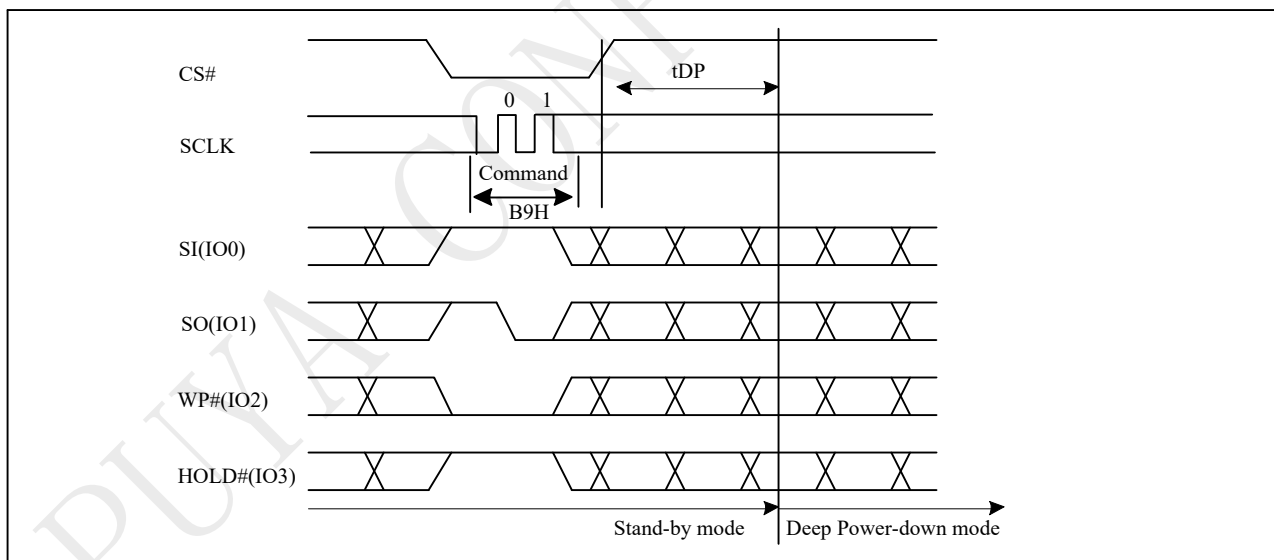 CS#
tDP
0 1
SCLK
Command
B9H
SI(IO0)
SO(IO1)
WP#(IO2)
HOLD#(IO3)
Stand-by mode Deep Power-down mode
PUYA